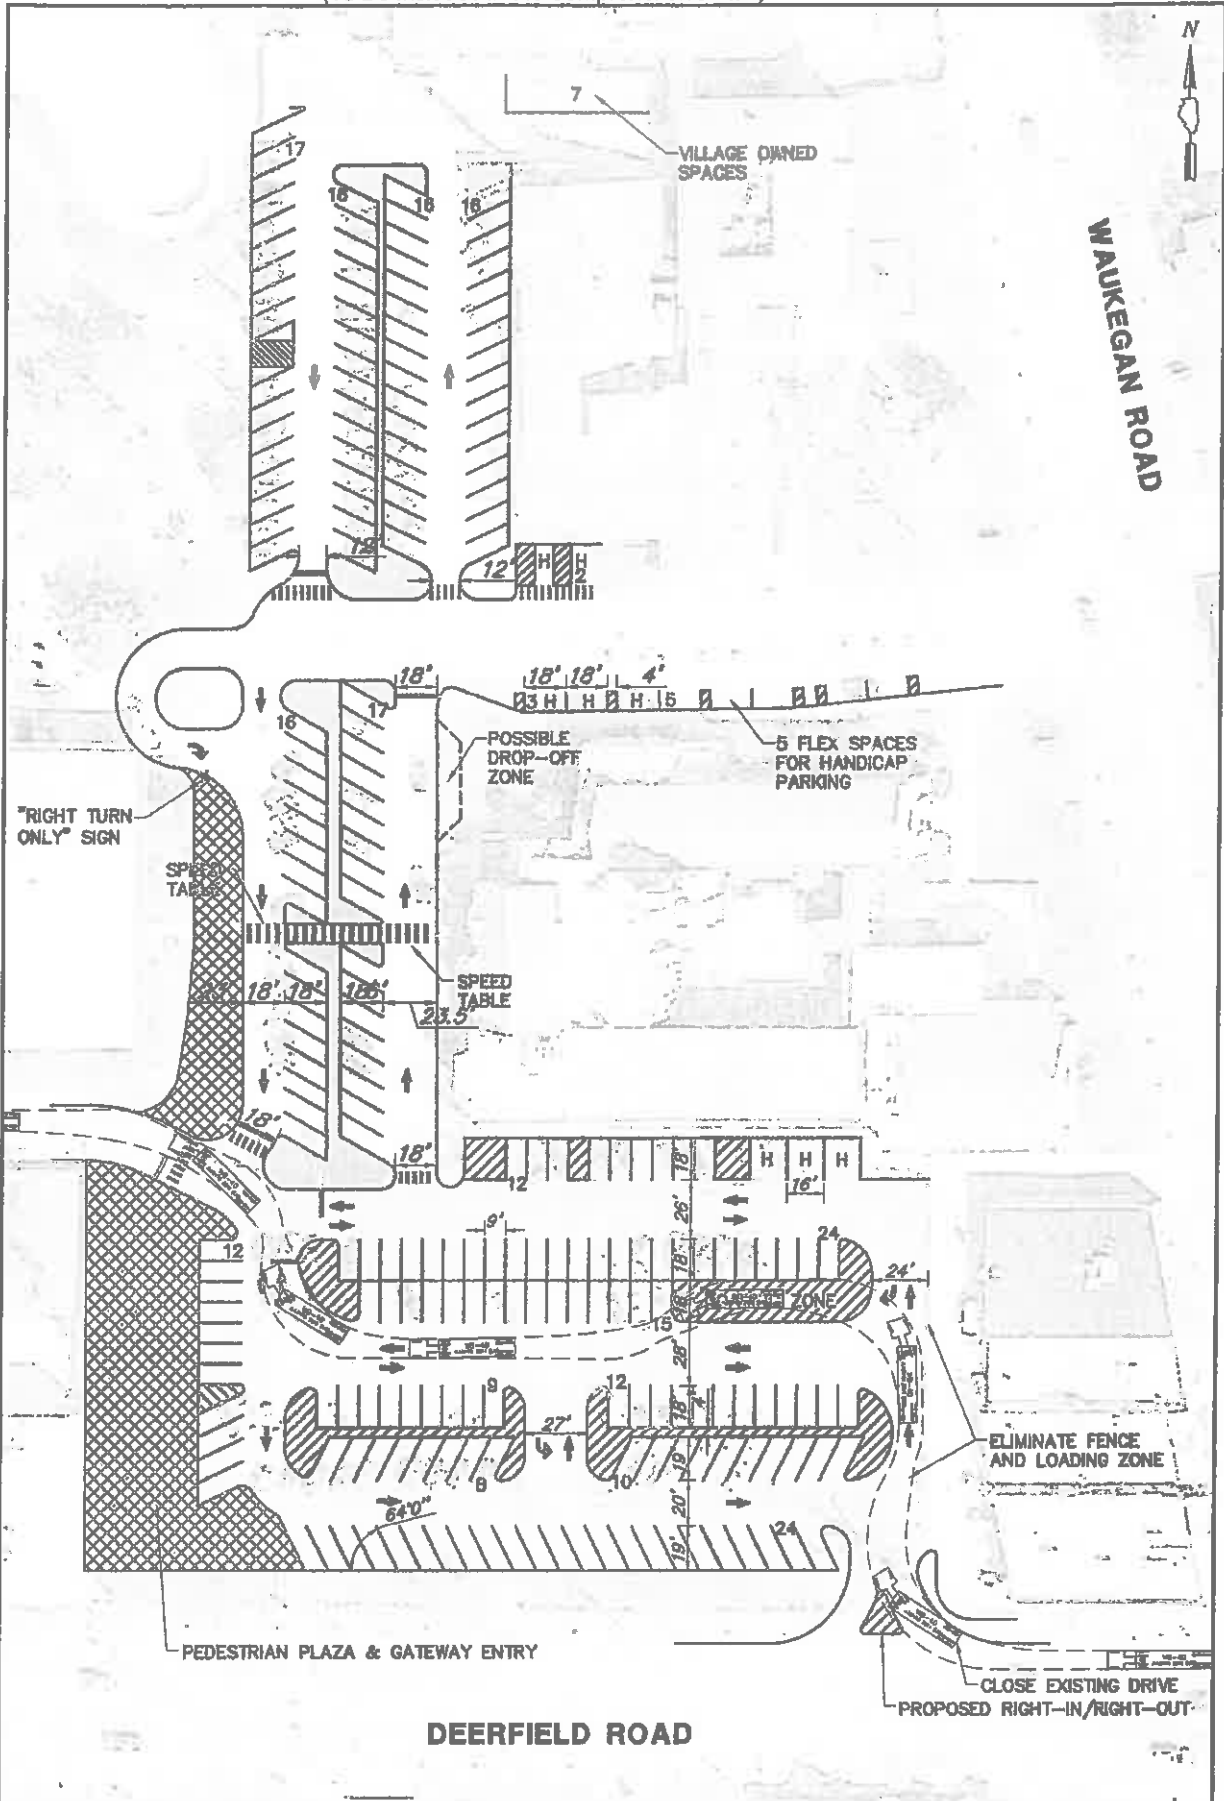 N
7
VILLAGE OWNED
SPACES
17
16
18
16
WAUKEGAN ROAD
12'
12'
H
H
2
18'
18'
18'
4'
3
H
H
H
5
16
17
POSSIBLE
DROP-OFF
ZONE
5 FLEX SPACES
FOR HANDICAP
PARKING
"RIGHT TURN
ONLY" SIGN
SPEED
TABLE
SPEED
TABLE
18'
18'
23.5'
18'
18'
12
18'
H
H
H
16'
26'
9'
12
24
18'
24'
18'
ZONE
15
28'
9
12
18'
4'
27'
ELIMINATE FENCE
AND LOADING ZONE
19'
8
10
20'
64'0"
24
19'
PEDESTRIAN PLAZA & GATEWAY ENTRY
CLOSE EXISTING DRIVE
PROPOSED RIGHT-IN/RIGHT-OUT
DEERFIELD ROAD